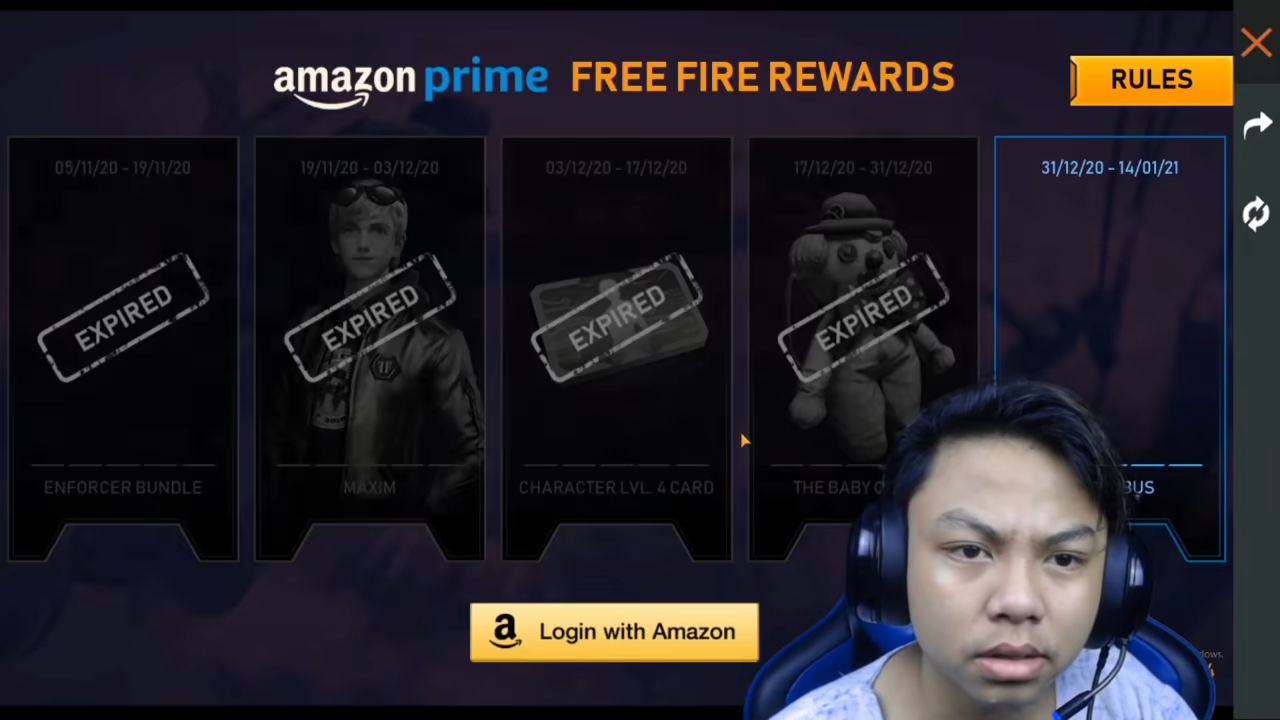 amazon prime FREE FIRE REWARDS
RULES
05/11/20 - 19/11/20
19/11/20 - 03/12/20
03/12/20 - 17/12/20
17/12/20 - 31/12/20
31/12/20 - 14/01/21
EXPIRED
EXPIRED
EXPIRED
EXPIRED
ENFORCER BUNDLE
MAXIM
CHARACTER LVL. 4 CARD
THE BABY
BUS
a Login with Amazon